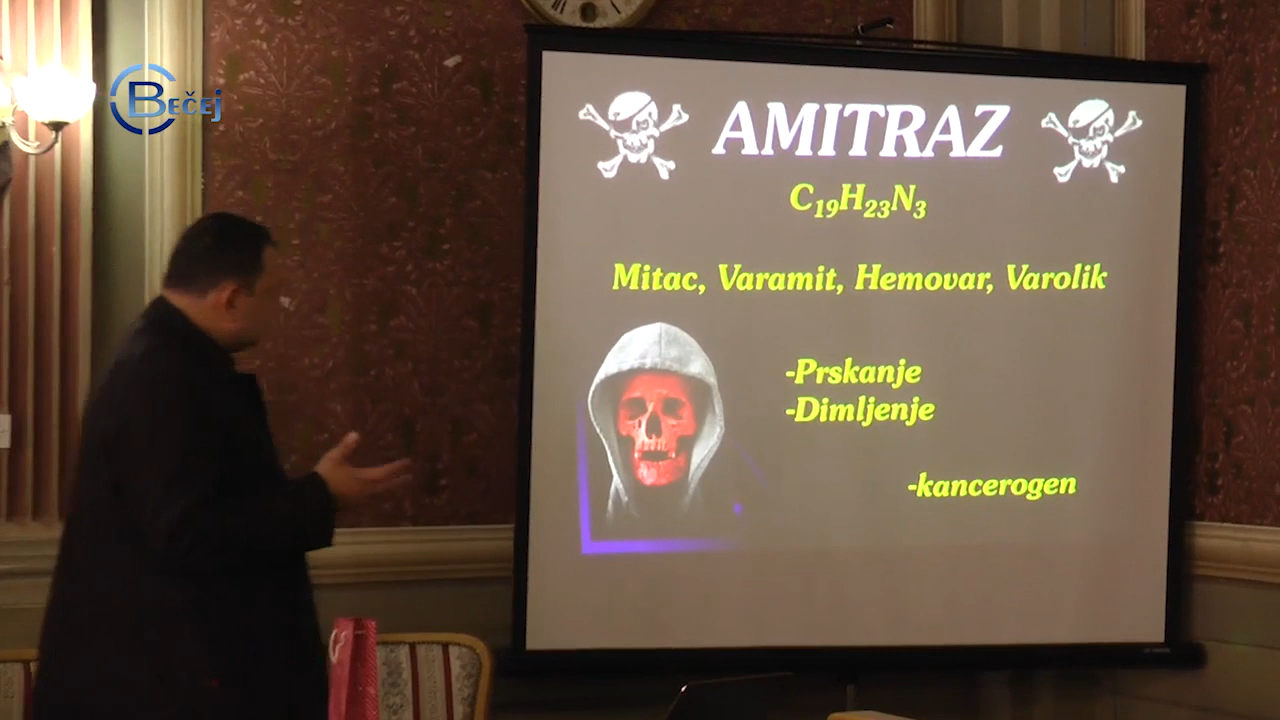 BEČEJ
AMITRAZ
C₁₉H₂₃N₃
Mitac, Varamit, Hemovar, Varolik
-Prskanje
-Dimljenje
-kancerogen